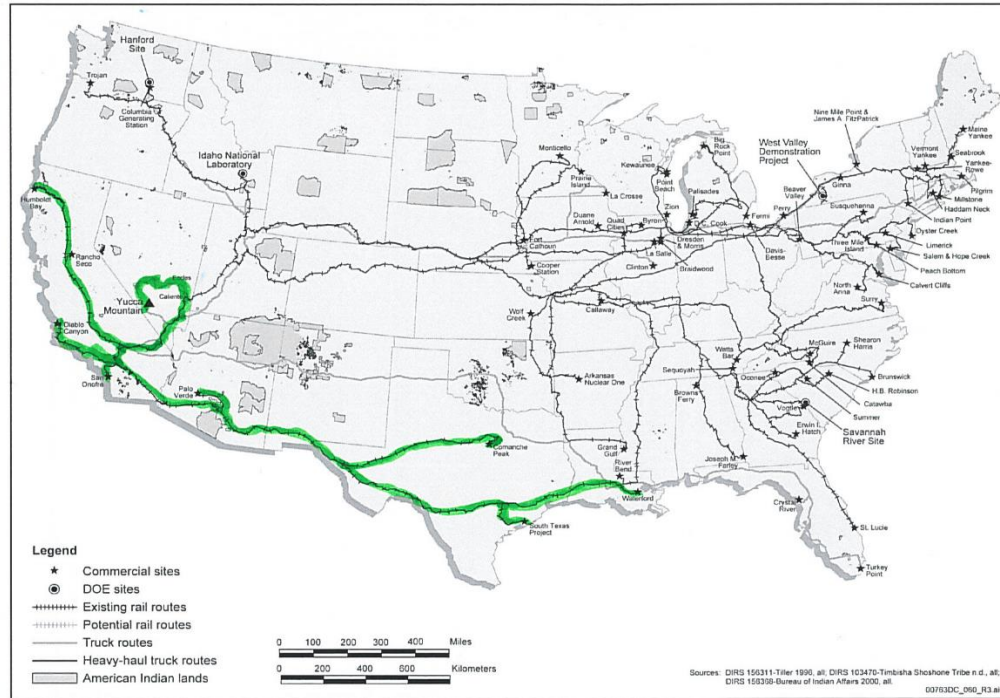 Hanford
Site
Trojan
Columbia
Generating
Station
Idaho National
Laboratory
Humboldt
Bay
Rancho
Seco
Caliente
Yucca
Mountain
Diablo
Canyon
San
Onofre
Palo
Verde
Monticello
Prairie
Island
La Crosse
Kewaunee
Point
Beach
Big
Rock
Point
Palisades
Zion
D.C. Cook
Duane
Arnold
Quad
Cities
Byron
Fort
Calhoun
Cooper
Station
La Salle
Clinton
Dresden
& Morris
Braidwood
Fermi
Perry
Davis-
Besse
Beaver
Valley
West Valley
Demonstration
Project
Nine Mile Point &
James A. FitzPatrick
Ginna
Vermont
Yankee
Maine
Yankee
Seabrook
Yankee-
Rowe
Pilgrim
Millstone
Haddam Neck
Indian Point
Susquehanna
Oyster Creek
Three Mile
Island
Limerick
Salem & Hope Creek
Peach Bottom
Calvert Cliffs
North
Anna
Surry
Wolf
Creek
Callaway
Arkansas
Nuclear One
Watts
Bar
Sequoyah
McGuire
Shearon
Harris
Oconee
Brunswick
H.B. Robinson
Catawba
Summer
Browns
Ferry
Vogtle
Savannah
River Site
Erwin I.
Hatch
Comanche
Peak
Grand
Gulf
River
Bend
Joseph M.
Farley
Waterford
South Texas
Project
Crystal
River
St. Lucie
Turkey
Point
Legend
Commercial sites
DOE sites
Existing rail routes
Potential rail routes
Truck routes
Heavy-haul truck routes
American Indian lands
0 100 200 300 400 Miles
0 200 400 600 Kilometers
Sources: DIRS 156311-Tiller 1996, all; DIRS 103470-Timbisha Shoshone Tribe n.d., all;
DIRS 156368-Bureau of Indian Affairs 2000, all.
00763DC_060_R3.ai